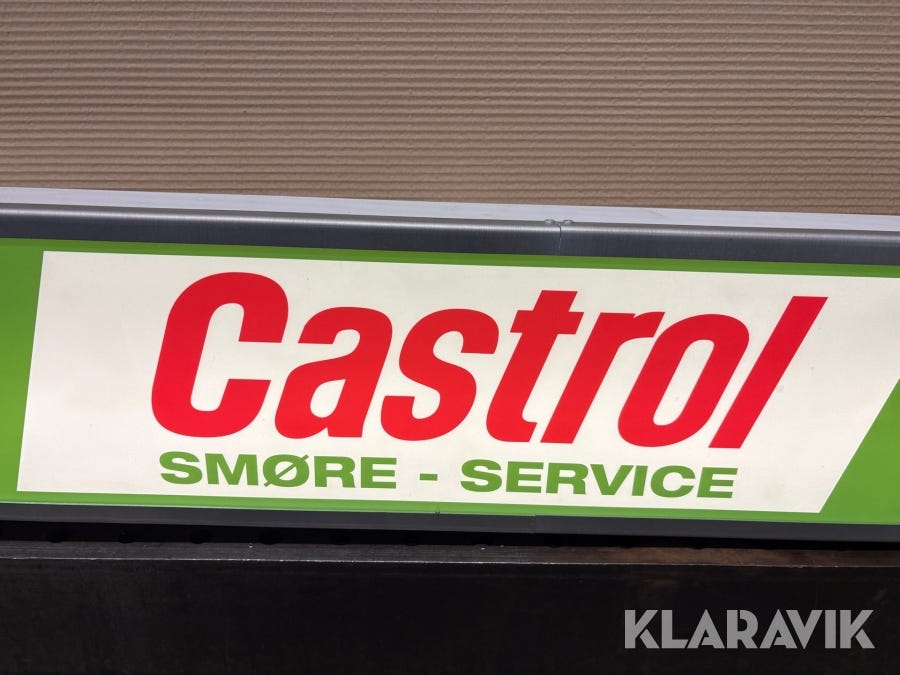 Castrol
SMØRE - SERVICE
KLARAVIK